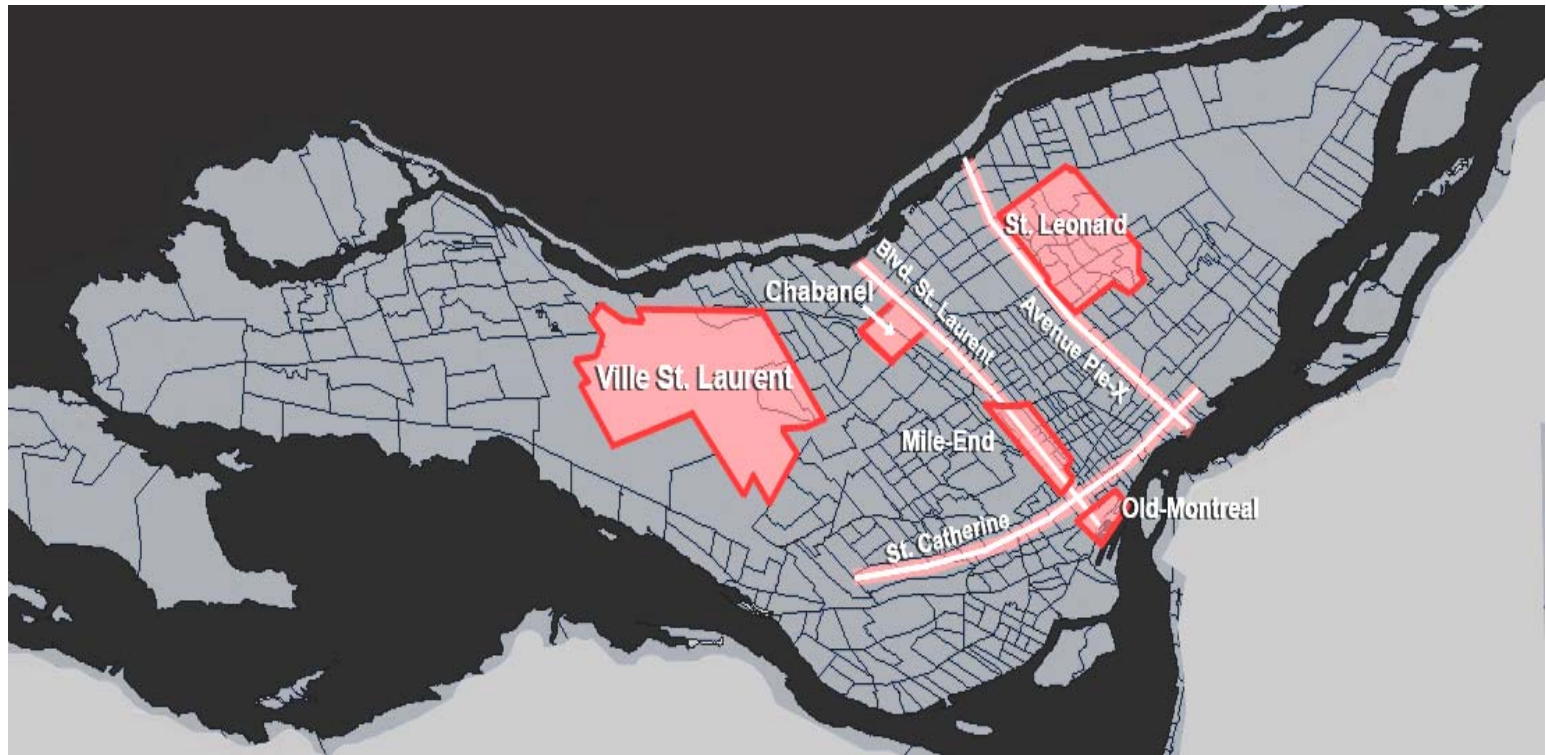 St. Leonard
Blvd. St. Laurent
Chabanel
Avenue Pie-X
Ville St. Laurent
Mile-End
Old-Montreal
St. Catherine